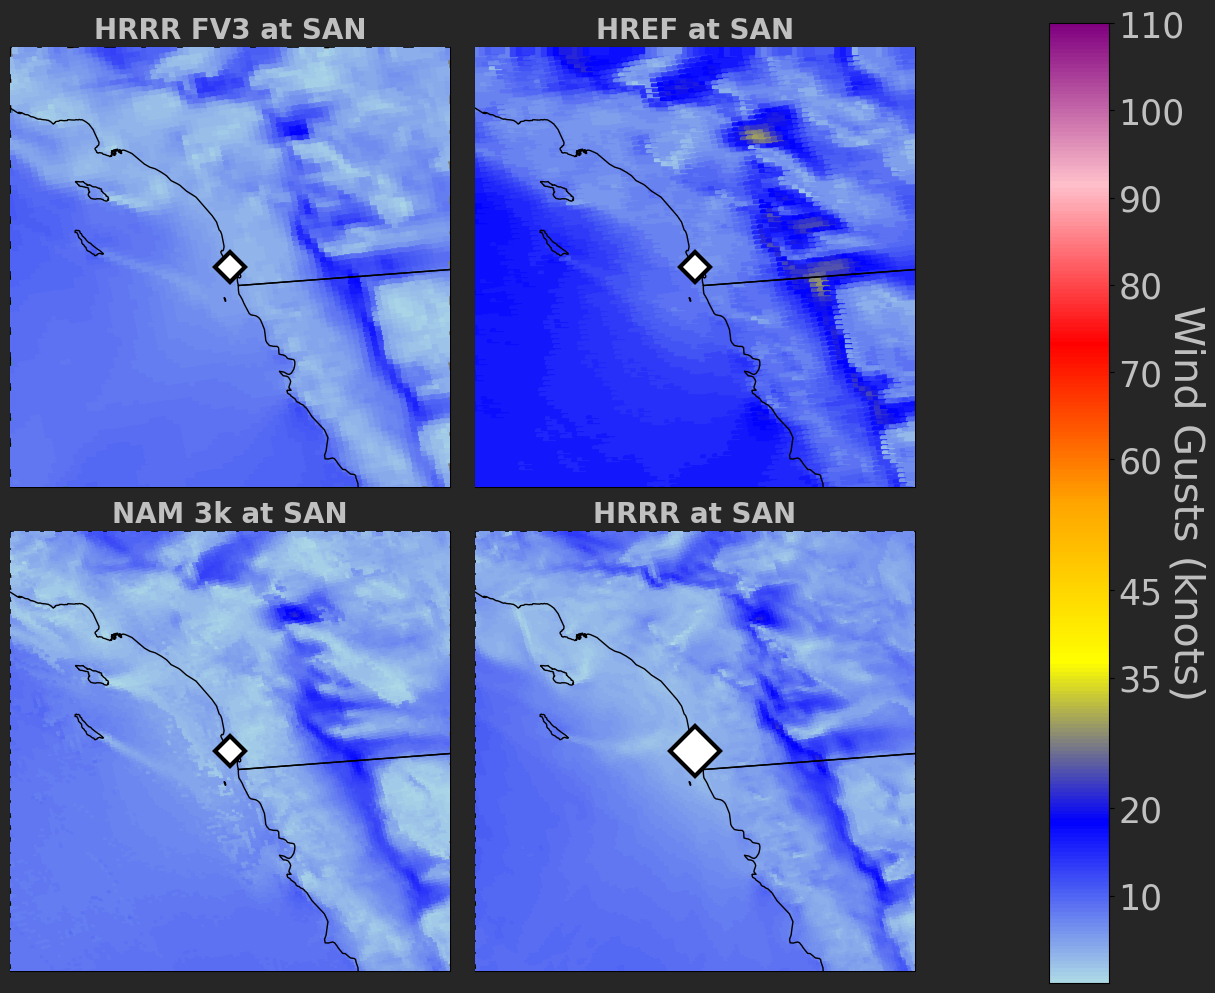 HRRR FV3 at SAN
HREF at SAN
NAM 3k at SAN
HRRR at SAN
110
100
90
80
70
60
45
35
20
10
Wind Gusts (knots)